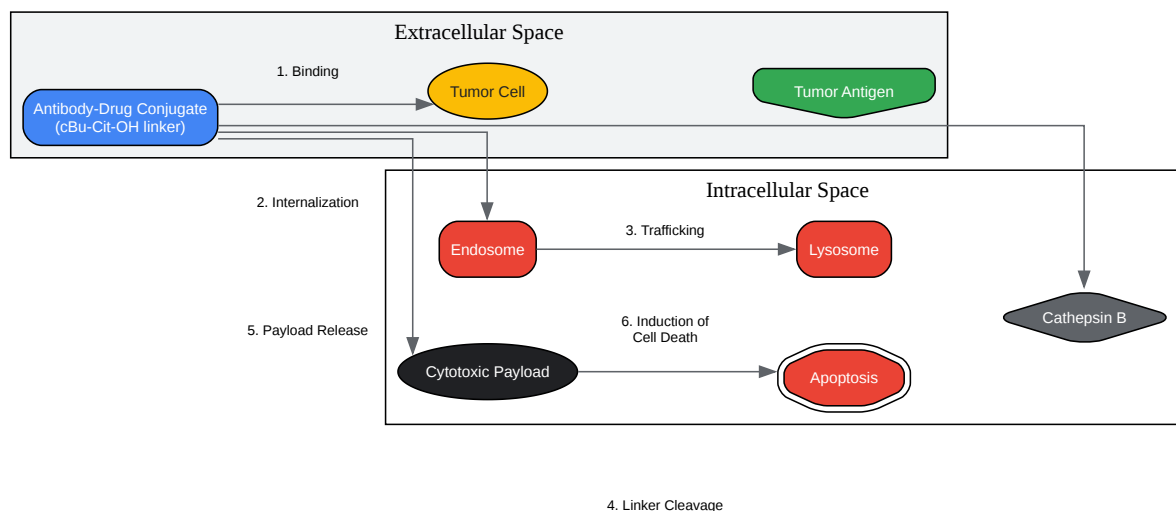 Extracellular Space
1. Binding
Tumor Cell
Tumor Antigen
Antibody-Drug Conjugate
(cBu-Cit-OH linker)
Intracellular Space
2. Internalization
Endosome
3. Trafficking
Lysosome
Cathepsin B
5. Payload Release
6. Induction of
Cell Death
Cytotoxic Payload
Apoptosis
4. Linker Cleavage